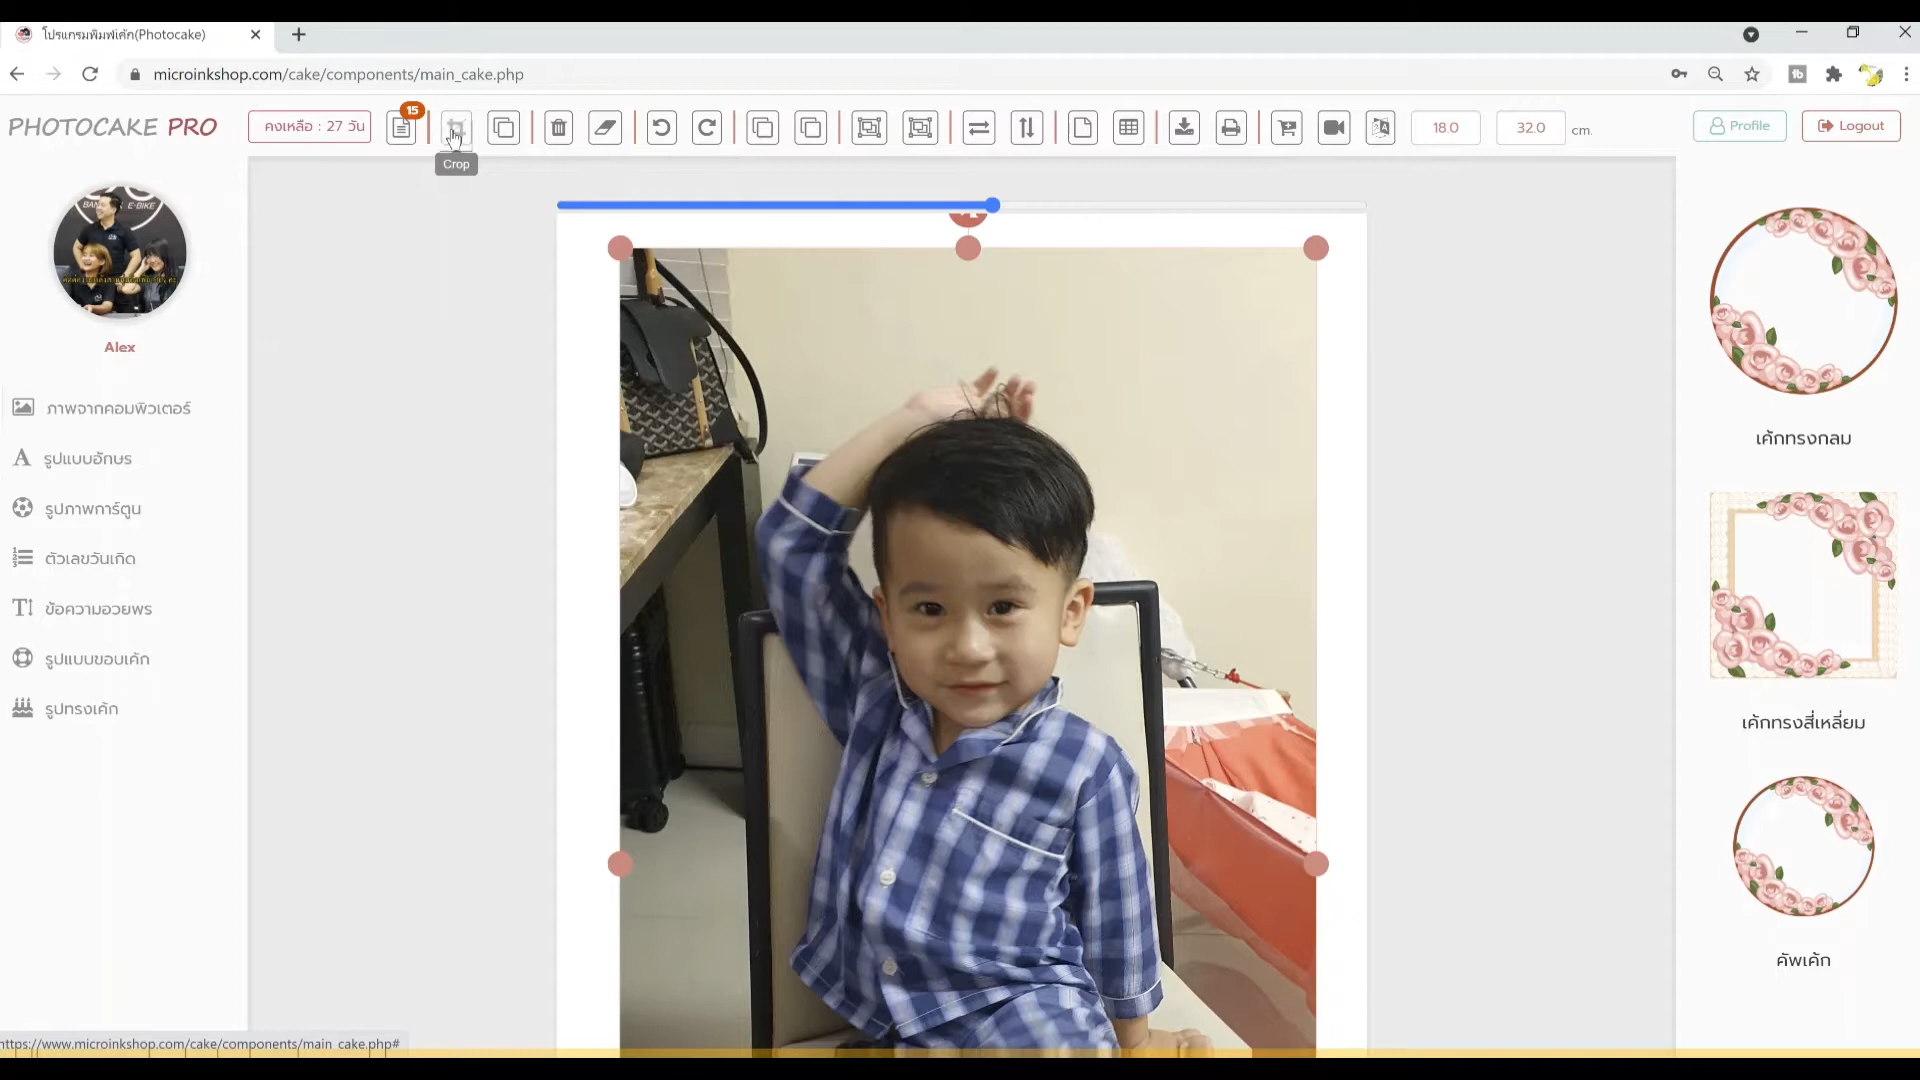 โปรแกรมพิมพ์เค้ก(Photocake)
microinkshop.com/cake/components/main_cake.php
PHOTOCAKE PRO
คงเหลือ : 27 วัน
15
18.0
32.0
cm.
Profile
Logout
Crop
E-BIKE
Alex
ภาพจากคอมพิวเตอร์
รูปแบบอักษร
รูปภาพการ์ตูน
ตัวเลขวันเกิด
ข้อความอวยพร
รูปแบบขอบเค้ก
รูปทรงเค้ก
เค้กทรงกลม
เค้กทรงสี่เหลี่ยม
คัพเค้ก
https://www.microinkshop.com/cake/components/main_cake.php#